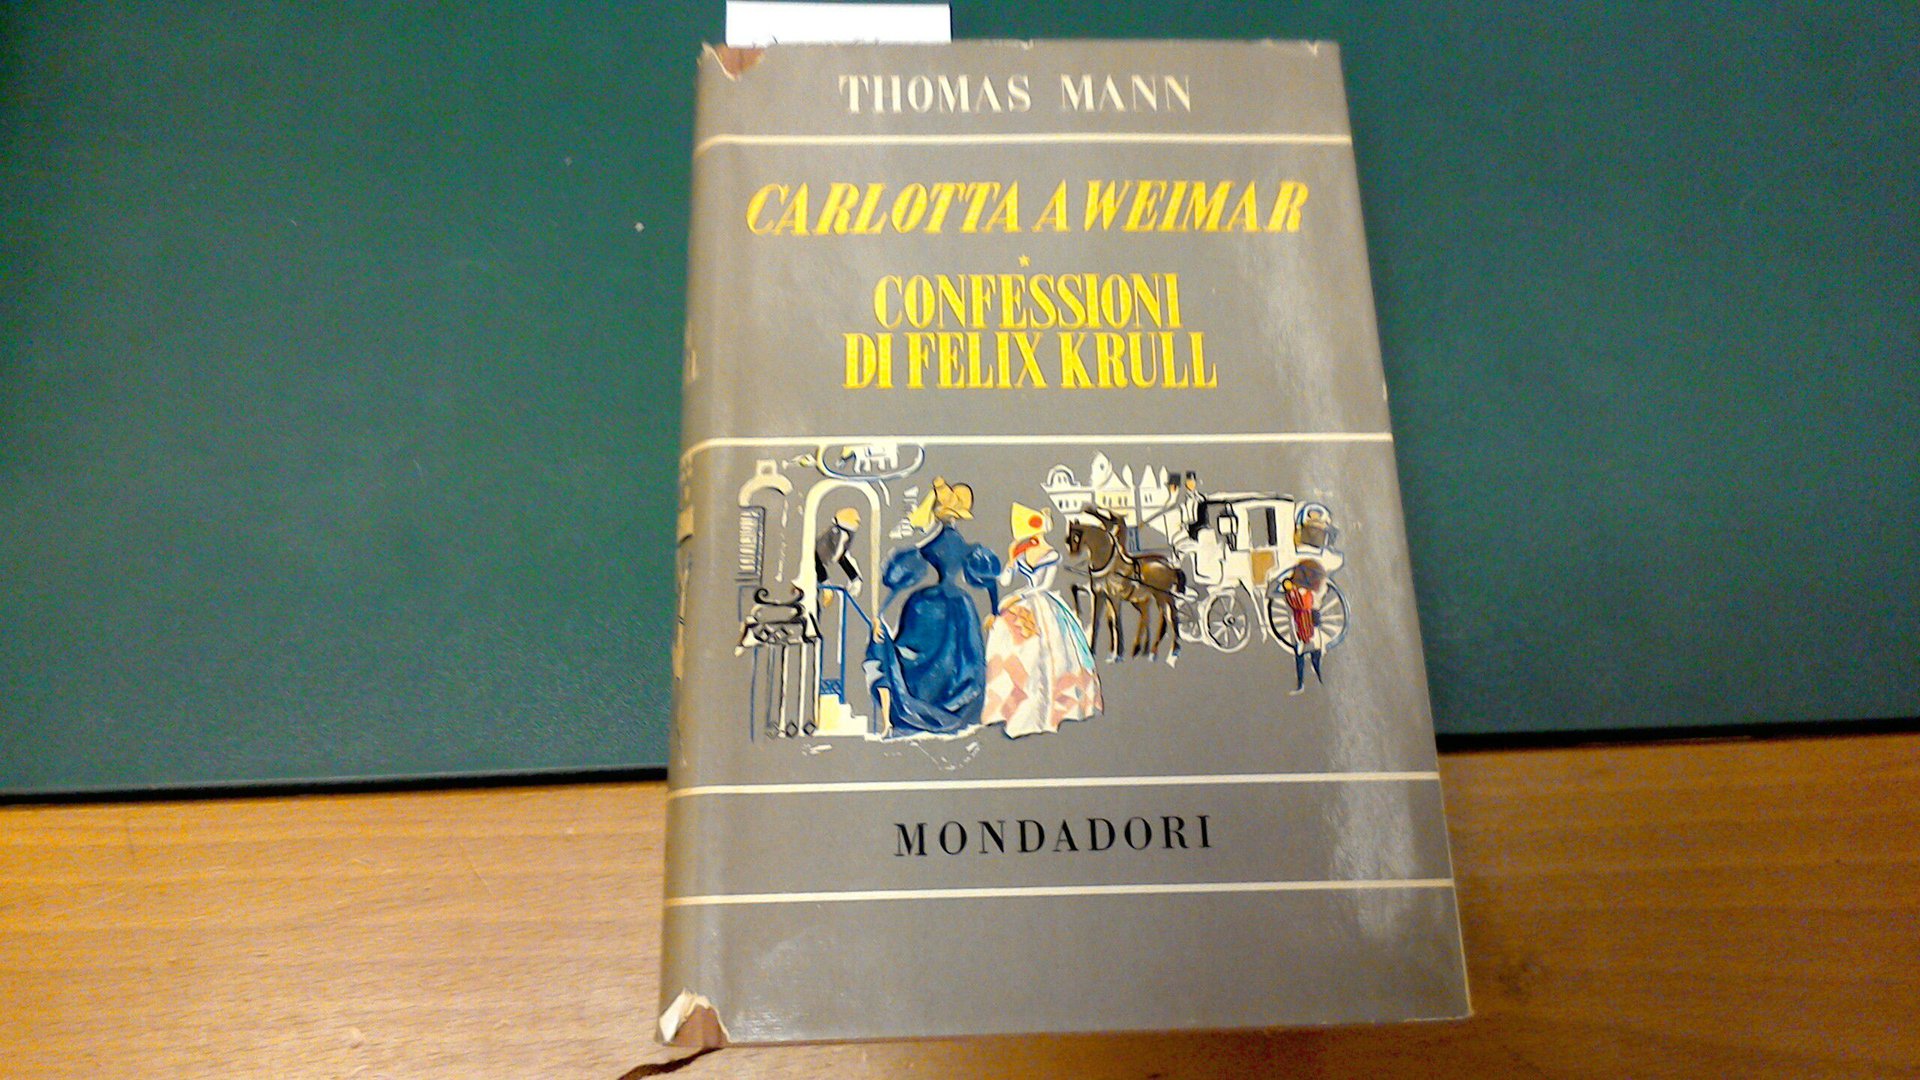 THOMAS MANN
CARLOTTA A WEIMAR
*
CONFESSIONI
DI FELIX KRULL
MONDADORI